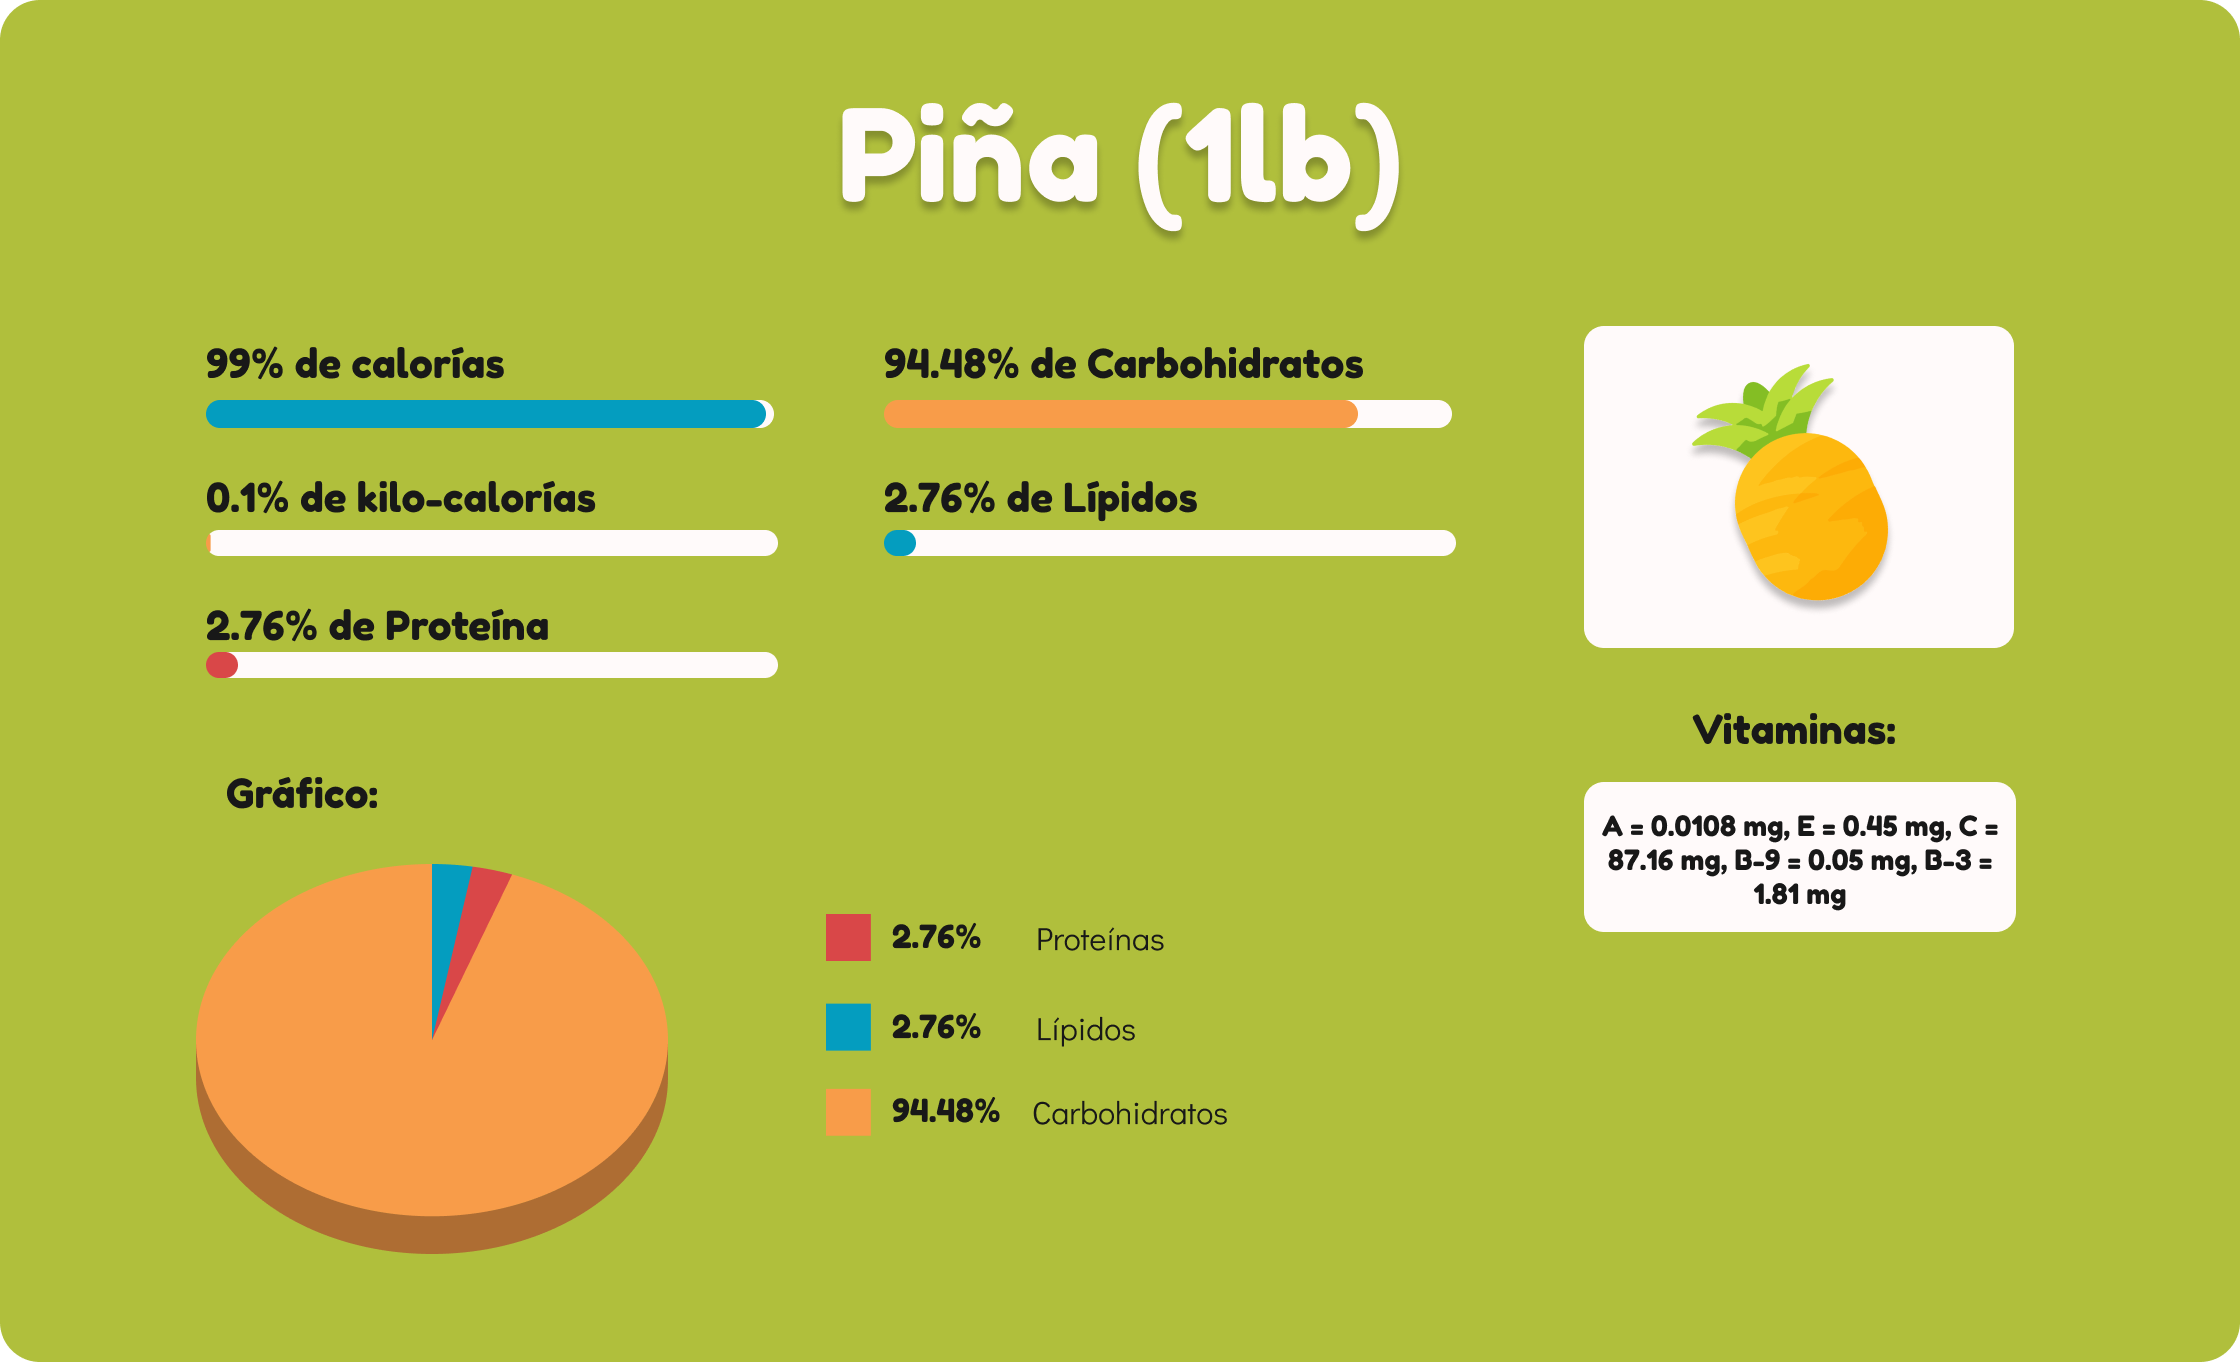 Piña (1lb)
99% de calorías
94.48% de Carbohidratos
0.1% de kilo-calorías
2.76% de Lípidos
2.76% de Proteína
Vitaminas:
A = 0.0108 mg, E = 0.45 mg, C =
87.16 mg, B-9 = 0.05 mg, B-3 =
1.81 mg
Gráfico:
2.76% Proteínas
2.76% Lípidos
94.48% Carbohidratos